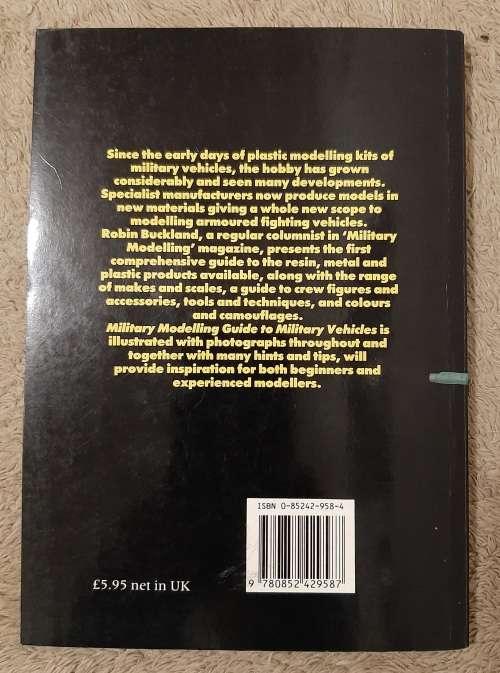 Since the early days of plastic modelling kits of
military vehicles, the hobby has grown
considerably and seen many developments.
Specialist manufacturers now produce models in
new materials giving a whole new scope to
modelling armoured fighting vehicles.
Robin Buckland, a regular columnist in 'Military
Modelling' magazine, presents the first
comprehensive guide to the resin, metal and
plastic products available, along with the range
of makes and scales, a guide to crew figures and
accessories, tools and techniques, and colours
and camouflages.
Military Modelling Guide to Military Vehicles is
illustrated with photographs throughout and
together with many hints and tips, will
provide inspiration for both beginners and
experienced modellers.
ISBN 0-85242-958-4
9 780852 429587
£5.95 net in UK